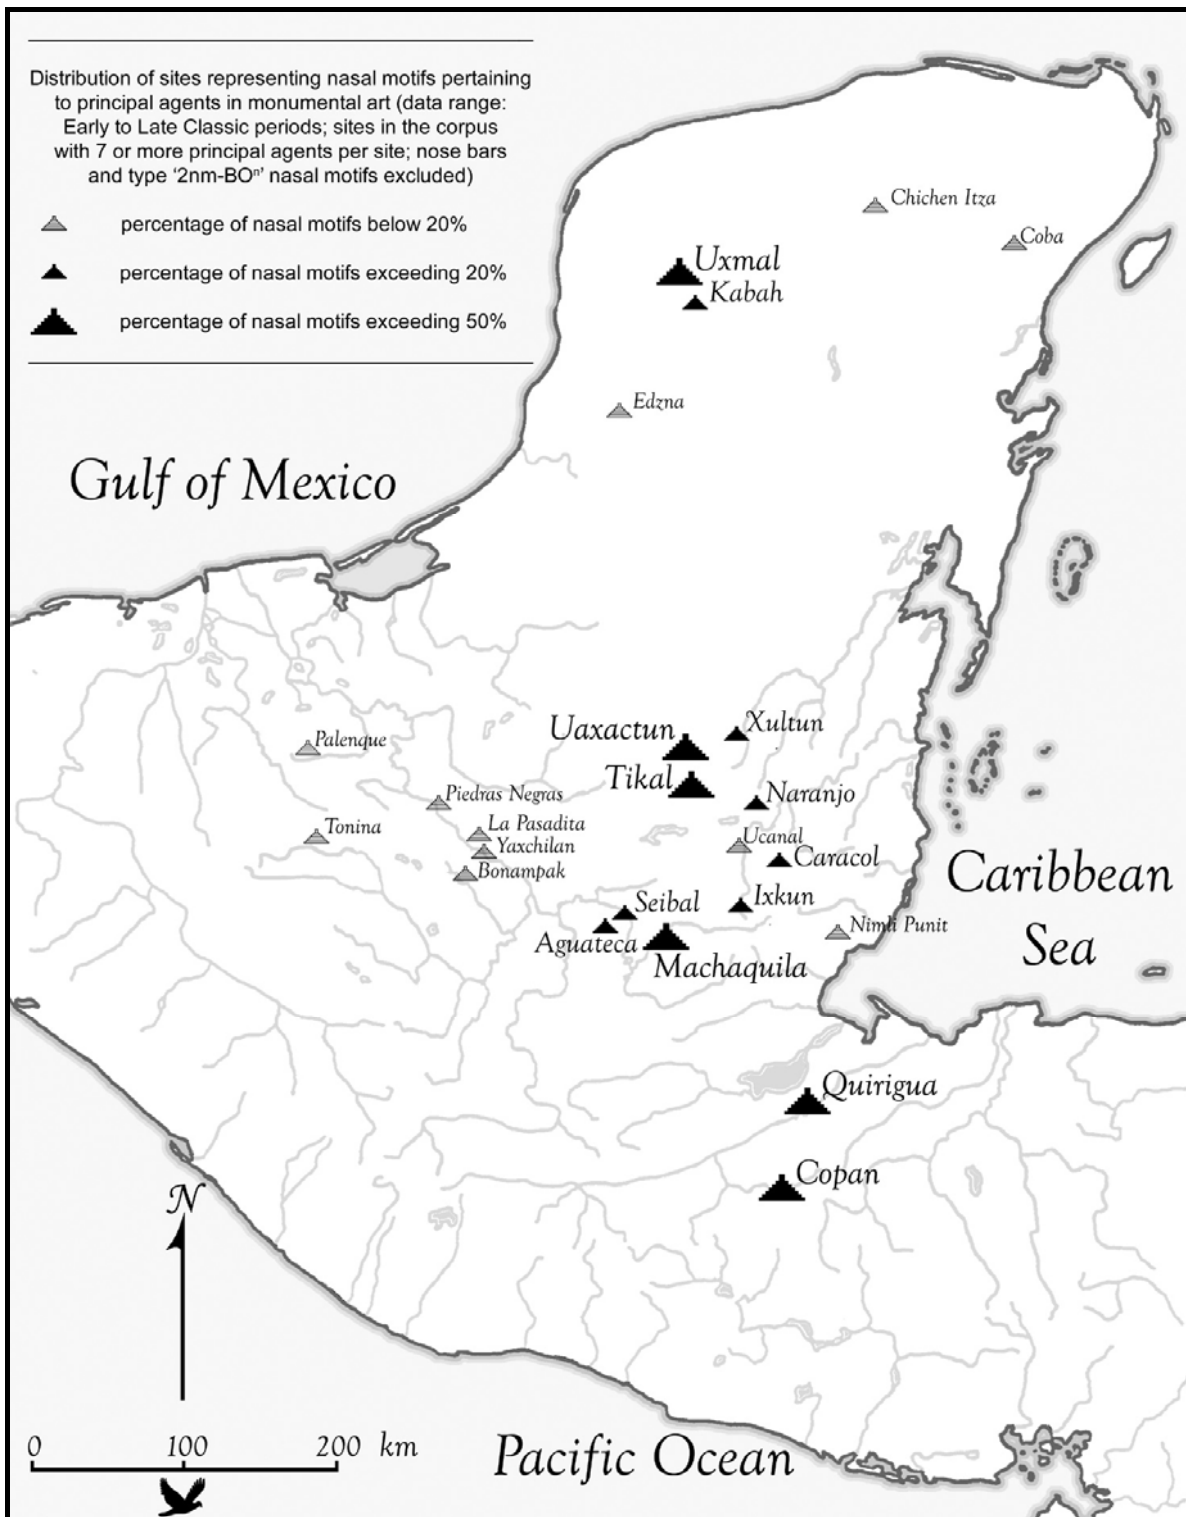 Distribution of sites representing nasal motifs pertaining
to principal agents in monumental art (data range:
Early to Late Classic periods; sites in the corpus
with 7 or more principal agents per site; nose bars
and type ‘2nm-BOⁿ’ nasal motifs excluded)
percentage of nasal motifs below 20%
percentage of nasal motifs exceeding 20%
percentage of nasal motifs exceeding 50%
Chichen Itza
Coba
Uxmal
Kabah
Edzna
Gulf of Mexico
Uaxactun
Xultun
Palenque
Tikal
Piedras Negras
Naranjo
Tonina
La Pasadita
Yaxchilan
Ucanal
Bonampak
Caracol
Caribbean
Sea
Seibal
Ixkun
Aguateca
Nimli Punit
Machaquila
Quirigua
Copan
N
0 100 200 km
Pacific Ocean